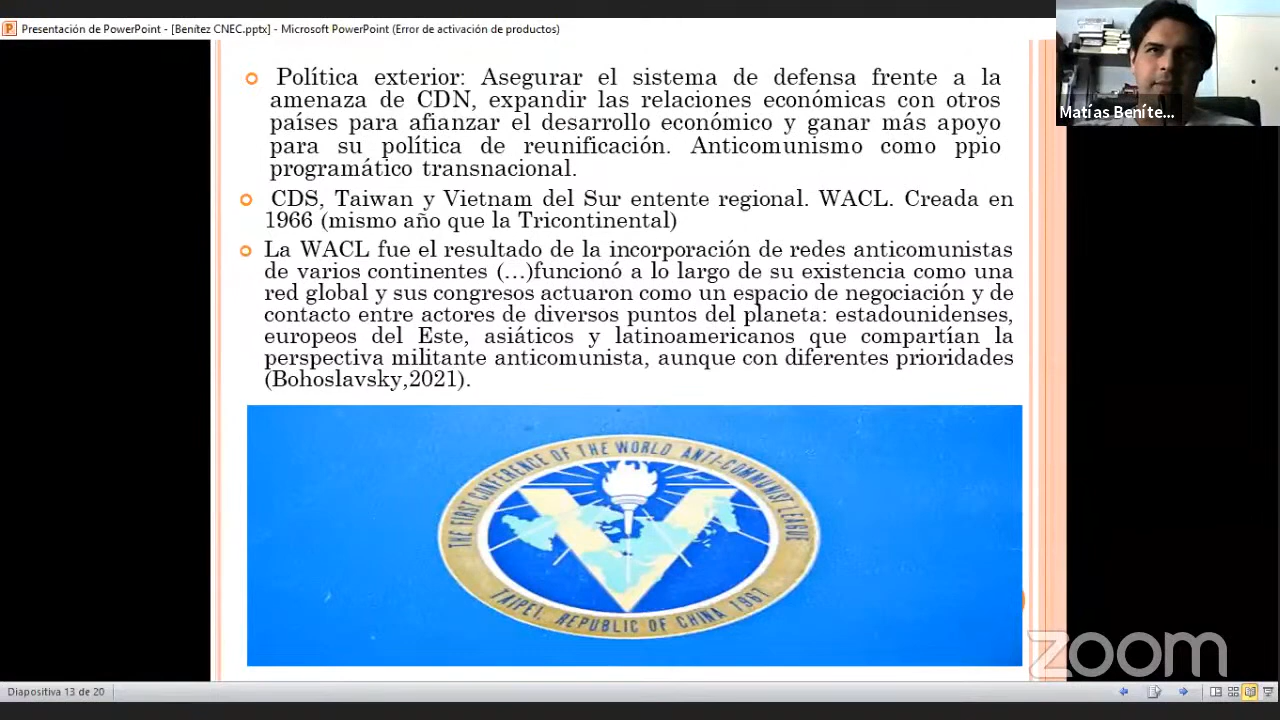 Presentación de PowerPoint - [Benítez CNEC.pptx] - Microsoft PowerPoint (Error de activación de productos)
Matías Beníte...
Política exterior: Asegurar el sistema de defensa frente a la
amenaza de CDN, expandir las relaciones económicas con otros
países para afianzar el desarrollo económico y ganar más apoyo
para su política de reunificación. Anticomunismo como ppio
programático transnacional.
CDS, Taiwan y Vietnam del Sur entente regional. WACL. Creada en
1966 (mismo año que la Tricontinental)
La WACL fue el resultado de la incorporación de redes anticomunistas
de varios continentes (...)funcionó a lo largo de su existencia como una
red global y sus congresos actuaron como un espacio de negociación y de
contacto entre actores de diversos puntos del planeta: estadounidenses,
europeos del Este, asiáticos y latinoamericanos que compartían la
perspectiva militante anticomunista, aunque con diferentes prioridades
(Bohoslavsky,2021).
THE FIRST CONFERENCE OF THE WORLD ANTI-COMMUNIST LEAGUE
TAIPEI, REPUBLIC OF CHINA 1967
zoom
Diapositiva 13 de 20